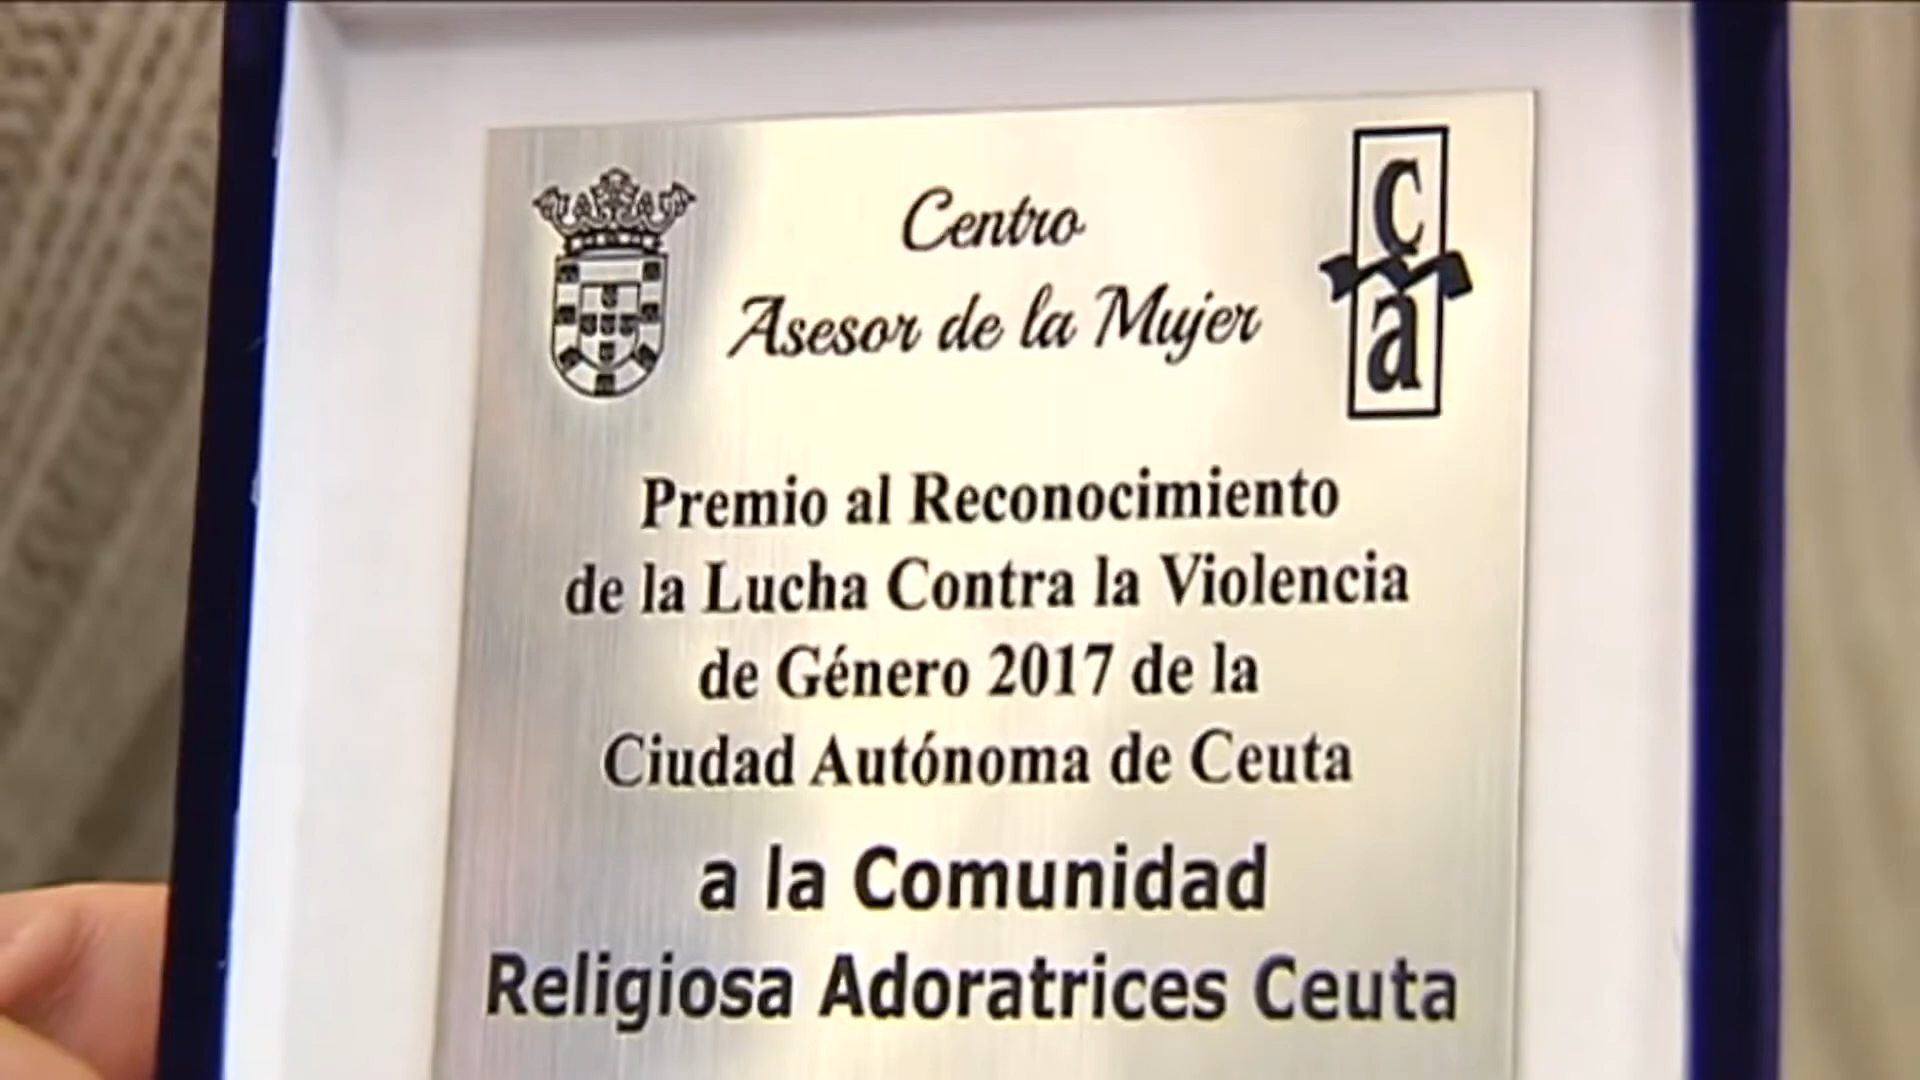 Centro
Asesor de la Mujer
c
a
Premio al Reconocimiento
de la Lucha Contra la Violencia
de Género 2017 de la
Ciudad Autónoma de Ceuta
a la Comunidad
Religiosa Adoratrices Ceuta